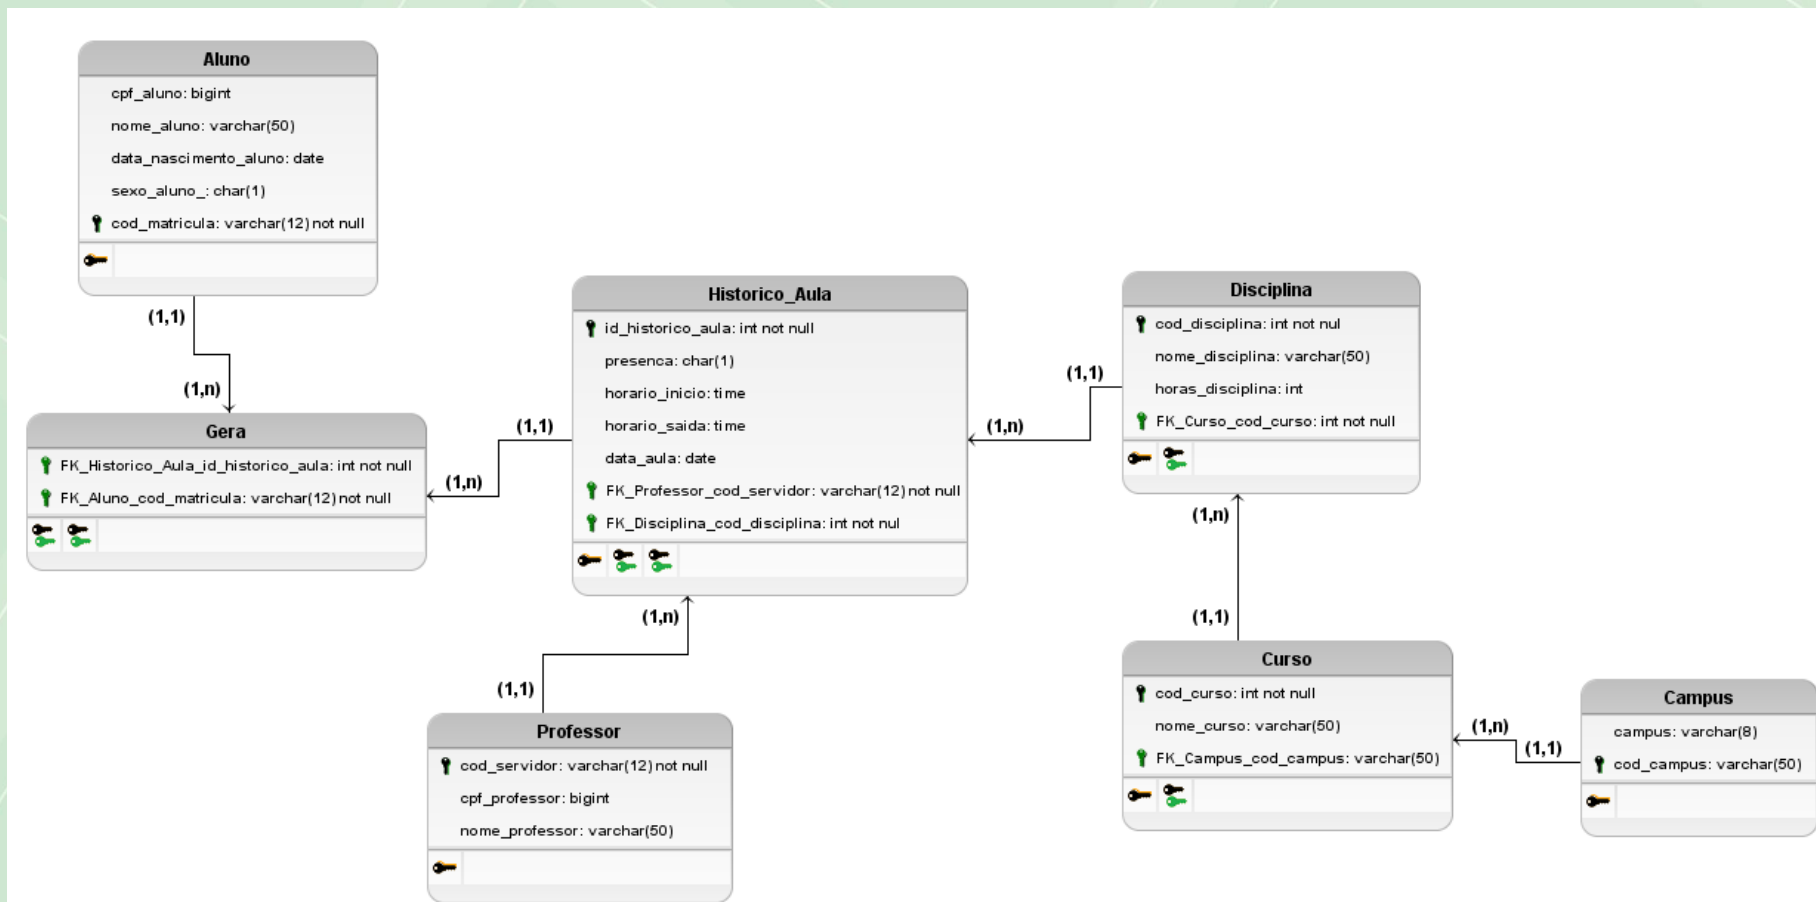 Aluno
cpf_aluno: bigint
nome_aluno: varchar(50)
data_nascimento_aluno: date
sexo_aluno_: char(1)
cod_matricula: varchar(12) not null
(1,1)
(1,n)
Gera
FK_Historico_Aula_id_historico_aula: int not null
FK_Aluno_cod_matricula: varchar(12) not null
(1,1)
(1,n)
Historico_Aula
id_historico_aula: int not null
presenca: char(1)
horario_inicio: time
horario_saida: time
data_aula: date
FK_Professor_cod_servidor: varchar(12) not null
FK_Disciplina_cod_disciplina: int not nul
(1,n)
(1,1)
Professor
cod_servidor: varchar(12) not null
cpf_professor: bigint
nome_professor: varchar(50)
(1,1)
(1,n)
Disciplina
cod_disciplina: int not nul
nome_disciplina: varchar(50)
horas_disciplina: int
FK_Curso_cod_curso: int not null
(1,n)
(1,1)
Curso
cod_curso: int not null
nome_curso: varchar(50)
FK_Campus_cod_campus: varchar(50)
(1,n)
(1,1)
Campus
campus: varchar(8)
cod_campus: varchar(50)